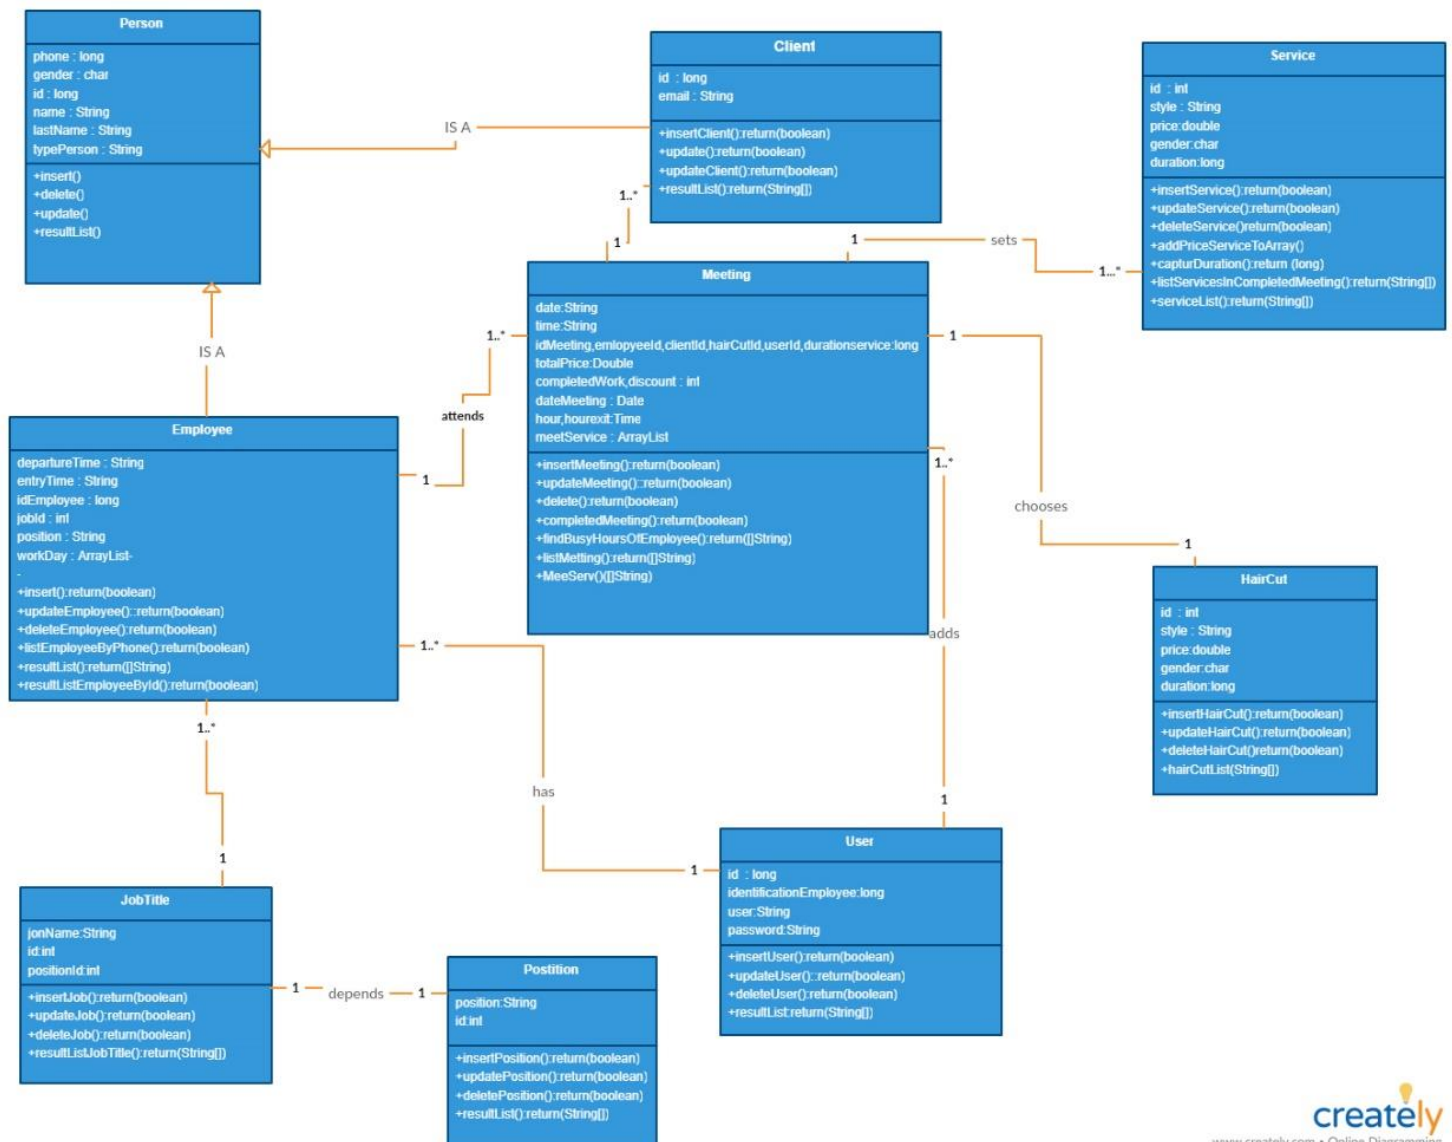 Person
phone : long
gender : char
id : long
name : String
lastName : String
typePerson : String
+insert()
+delete()
+update()
+resultList()
IS A
Client
id : long
email : String
+insertClient():return(boolean)
+update():return(boolean)
+updateClient():return(boolean)
+resultList():return(String[])
1..*
1
Service
id : int
style : String
price:double
gender:char
duration:long
+insertService():return(boolean)
+updateService():return(boolean)
+deleteService()return(boolean)
+addPriceServiceToArray()
+capturDuration():return (long)
+listServicesInCompletedMeeting():return(String[])
+serviceList():return(String[])
1
sets
1...*
IS A
Meeting
date:String
time:String
idMeeting,emlopyeeId,clientId,hairCutId,userId,durationservice:long
totalPrice:Double
completedWork,discount : int
dateMeeting : Date
hour,hourexit:Time
meetService : ArrayList
+insertMeeting():return(boolean)
+updateMeeting()::return(boolean)
+delete():return(boolean)
+completedMeeting():return(boolean)
+findBusyHoursOfEmployee():return([]String)
+listMetting():return([]String)
+MeeServ()([]String)
1..*
attends
1
1
chooses
1
1..*
adds
1
Employee
departureTime : String
entryTime : String
idEmployee : long
jobId : int
position : String
workDay : ArrayList-
-
+insert():return(boolean)
+updateEmployee()::return(boolean)
+deleteEmployee():return(boolean)
+listEmployeeByPhone():return(boolean)
+resultList():return([]String)
+resultListEmployeeById():return(boolean)
1..*
has
1
1..*
1
HairCut
id : int
style : String
price:double
gender:char
duration:long
+insertHairCut():return(boolean)
+updateHairCut():return(boolean)
+deleteHairCut()return(boolean)
+hairCutList(String[])
User
id : long
identificationEmployee:long
user:String
password:String
+insertUser():return(boolean)
+updateUser()::return(boolean)
+deleteUser():return(boolean)
+resultList:return(String[])
JobTitle
jonName:String
id:int
positionId:int
+insertJob():return(boolean)
+updateJob():return(boolean)
+deleteJob():return(boolean)
+resultListJobTitle():return(String[])
1
depends
1
Postition
position:String
id:int
+insertPosition():return(boolean)
+updatePosition():return(boolean)
+deletePosition():return(boolean)
+resultList():return(String[])
creately
www.creately.com • Online Diagramming